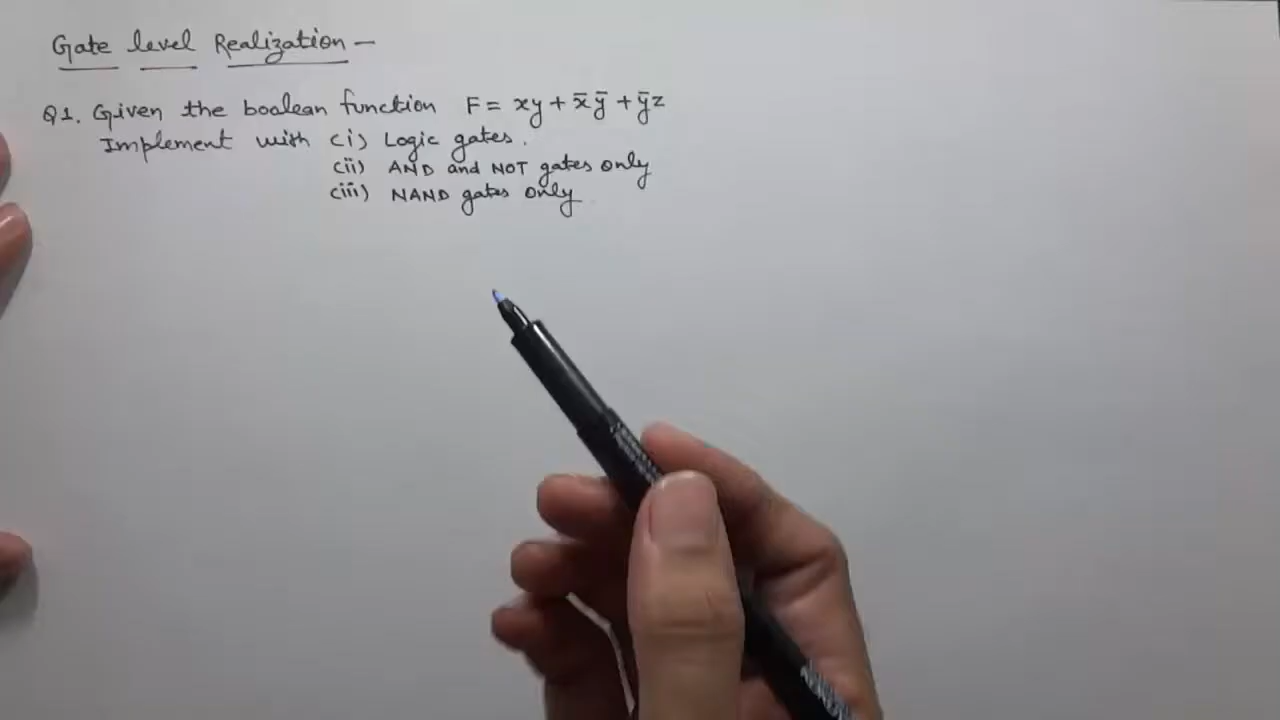 Gate level Realization —
Q1. Given the boolean function F = xy + x̄ȳ + ȳz
Implement with (i) Logic gates.
(ii) AND and NOT gates only
(iii) NAND gates only